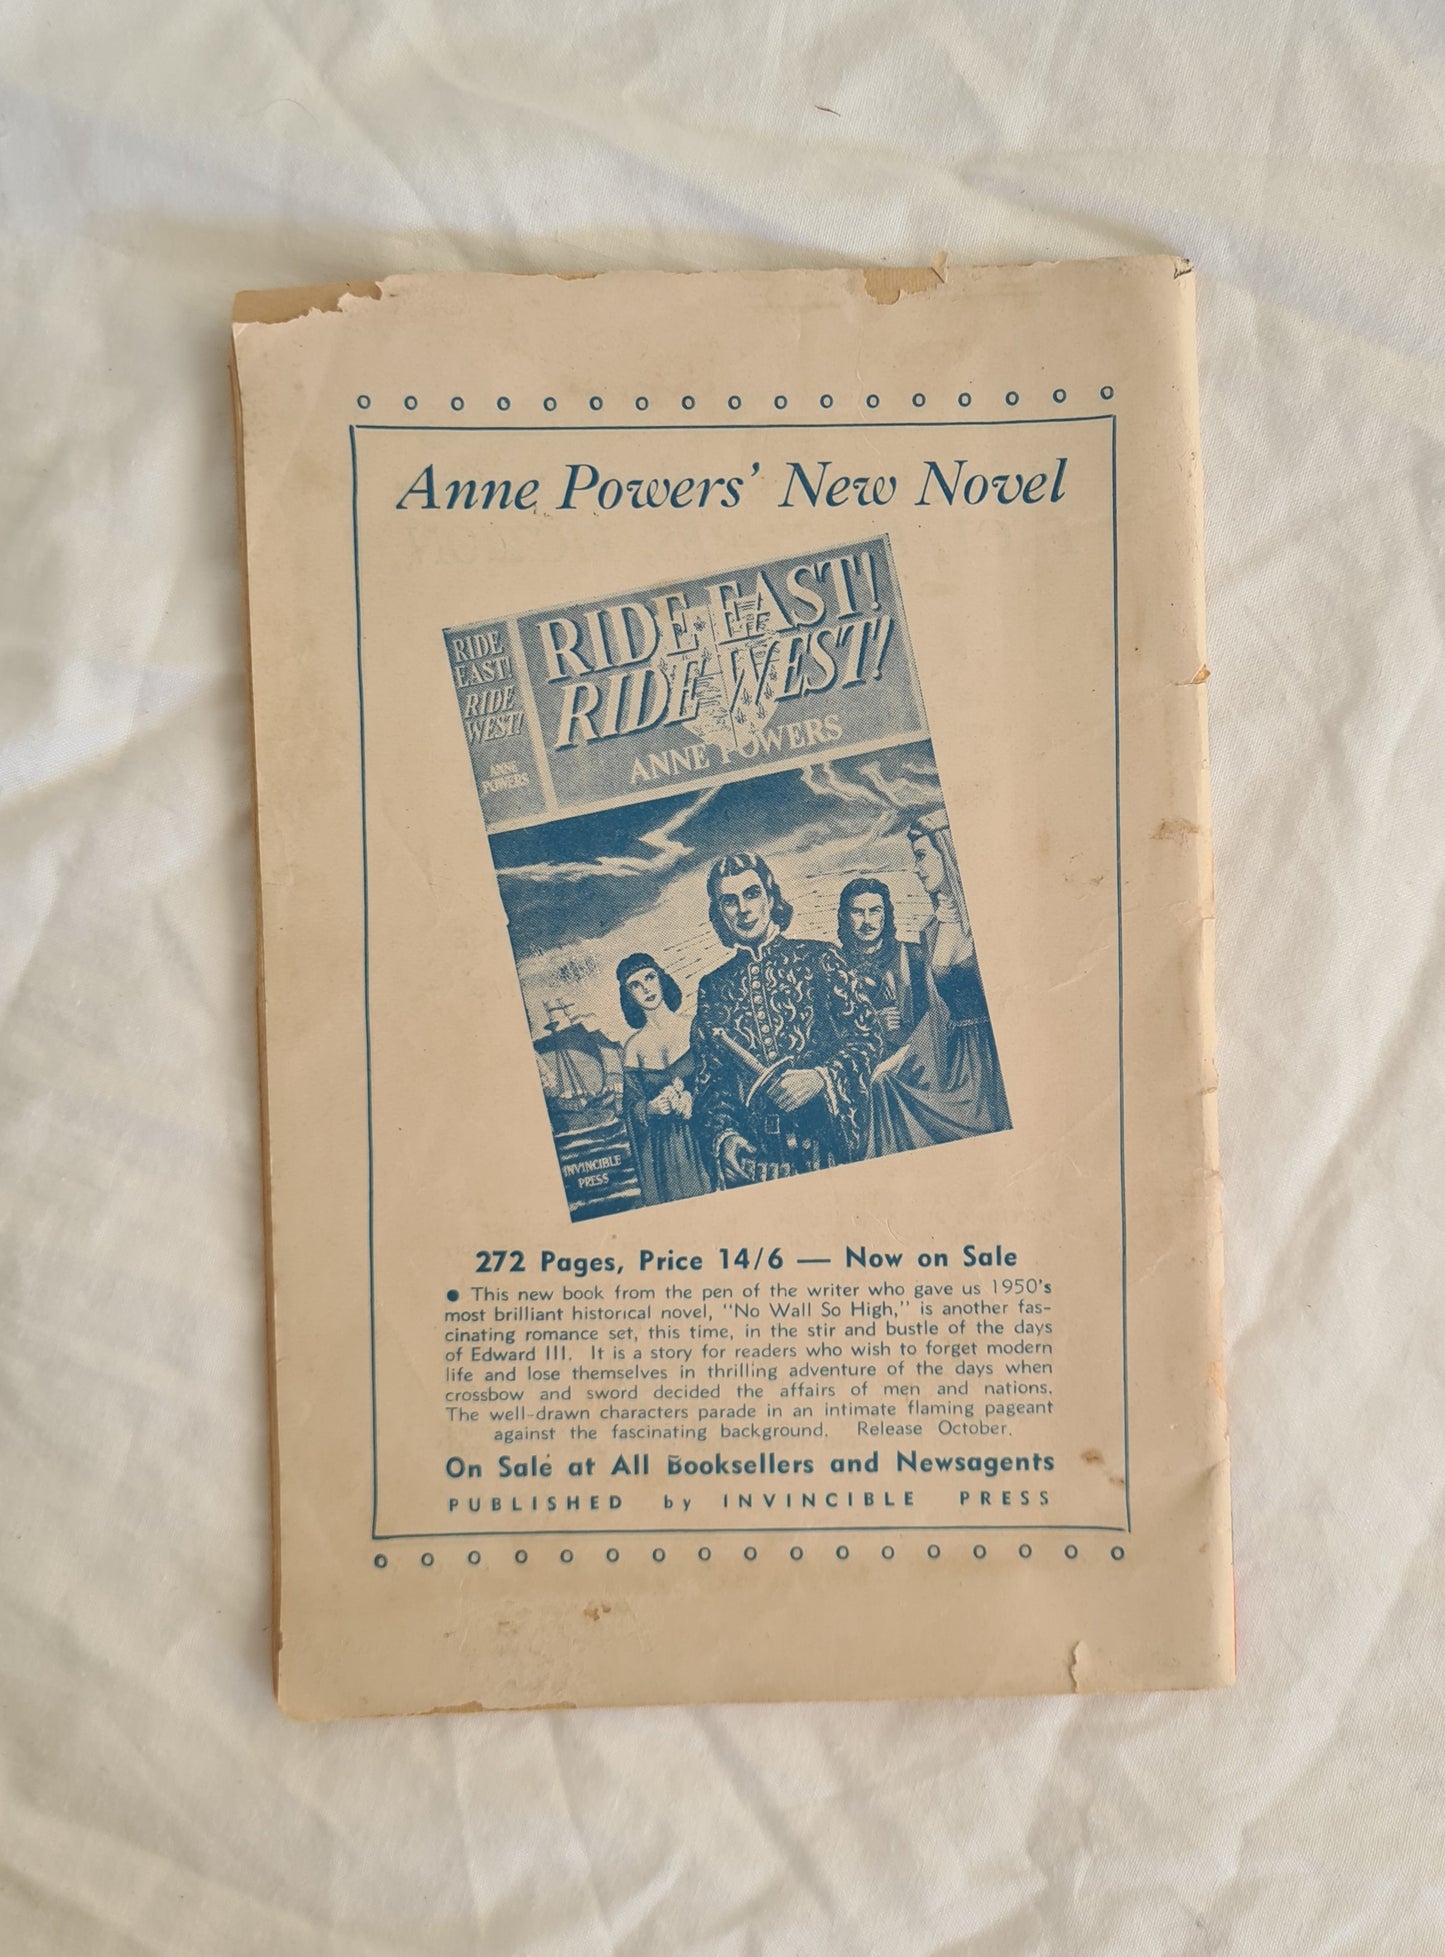 o o o o o o o o o o o o o o o o o
Anne Powers' New Novel
RIDE EAST!
RIDE WEST!
ANNE POWERS
RIDE
EAST!
RIDE
WEST!
ANNE
POWERS
INVINCIBLE
PRESS
272 Pages, Price 14/6 — Now on Sale
● This new book from the pen of the writer who gave us 1950's
most brilliant historical novel, "No Wall So High," is another fas-
cinating romance set, this time, in the stir and bustle of the days
of Edward III. It is a story for readers who wish to forget modern
life and lose themselves in thrilling adventure of the days when
crossbow and sword decided the affairs of men and nations.
The well-drawn characters parade in an intimate flaming pageant
against the fascinating background. Release October.
On Sale at All Booksellers and Newsagents
PUBLISHED by INVINCIBLE PRESS
o o o o o o o o o o o o o o o o o